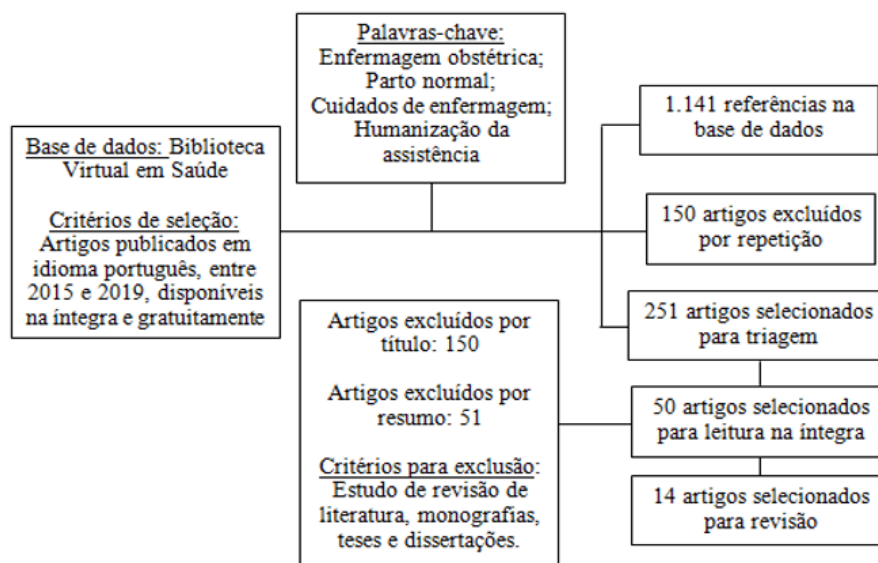 Palavras-chave:
Enfermagem obstétrica;
Parto normal;
Cuidados de enfermagem;
Humanização da
assistência
Base de dados: Biblioteca
Virtual em Saúde
Critérios de seleção:
Artigos publicados em
idioma português, entre
2015 e 2019, disponíveis
na íntegra e gratuitamente
1.141 referências na
base de dados
150 artigos excluídos
por repetição
251 artigos selecionados
para triagem
Artigos excluídos por
título: 150
Artigos excluídos por
resumo: 51
Critérios para exclusão:
Estudo de revisão de
literatura, monografias,
teses e dissertações.
50 artigos selecionados
para leitura na íntegra
14 artigos selecionados
para revisão